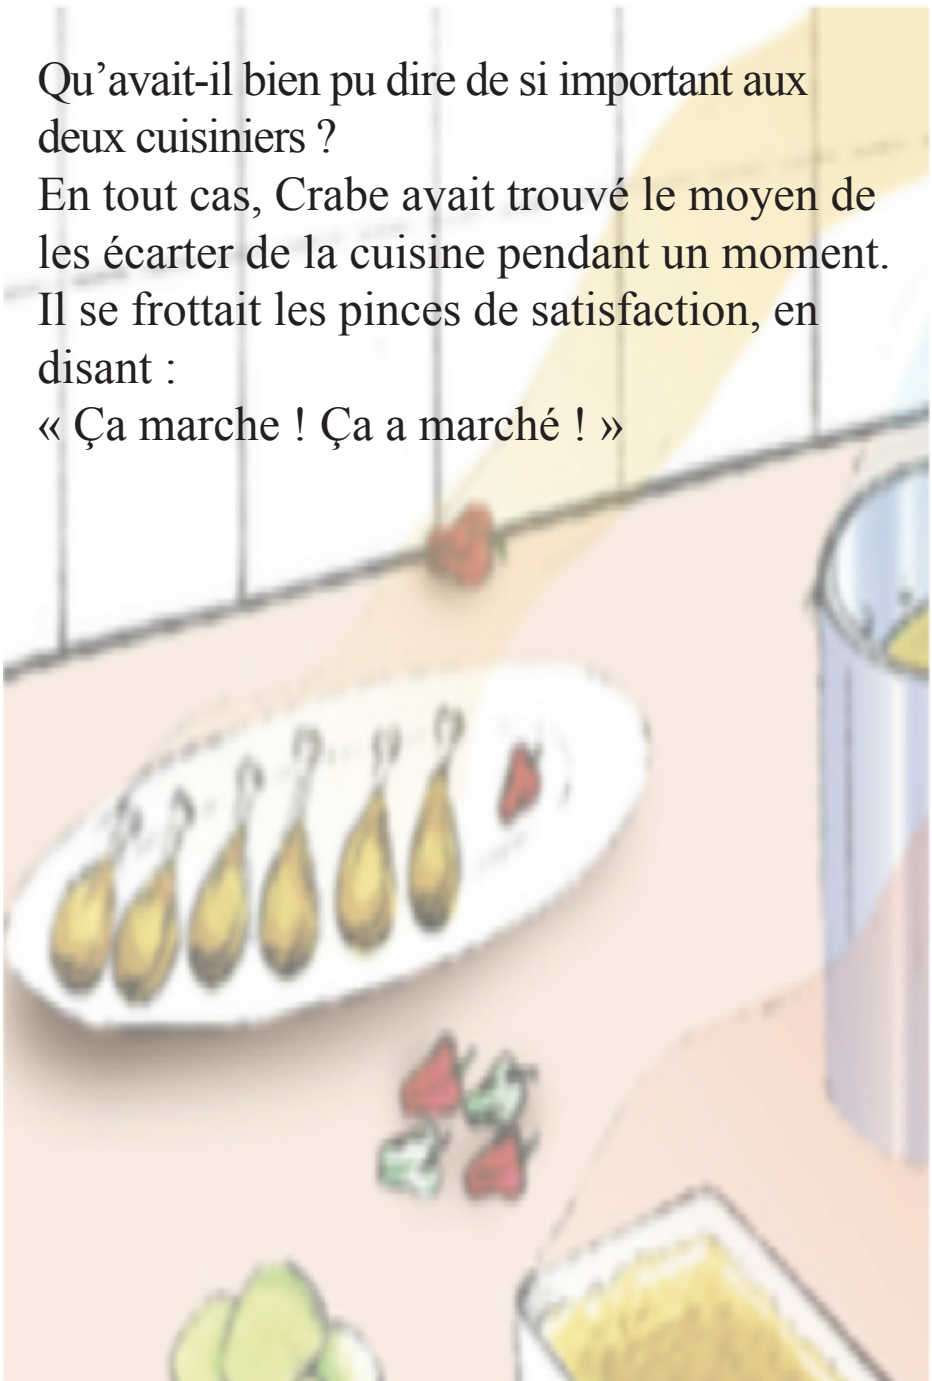 Qu’avait-il bien pu dire de si important aux
deux cuisiniers ?
En tout cas, Crabe avait trouvé le moyen de
les écarter de la cuisine pendant un moment.
Il se frottait les pinces de satisfaction, en
disant :
« Ça marche ! Ça a marché ! »